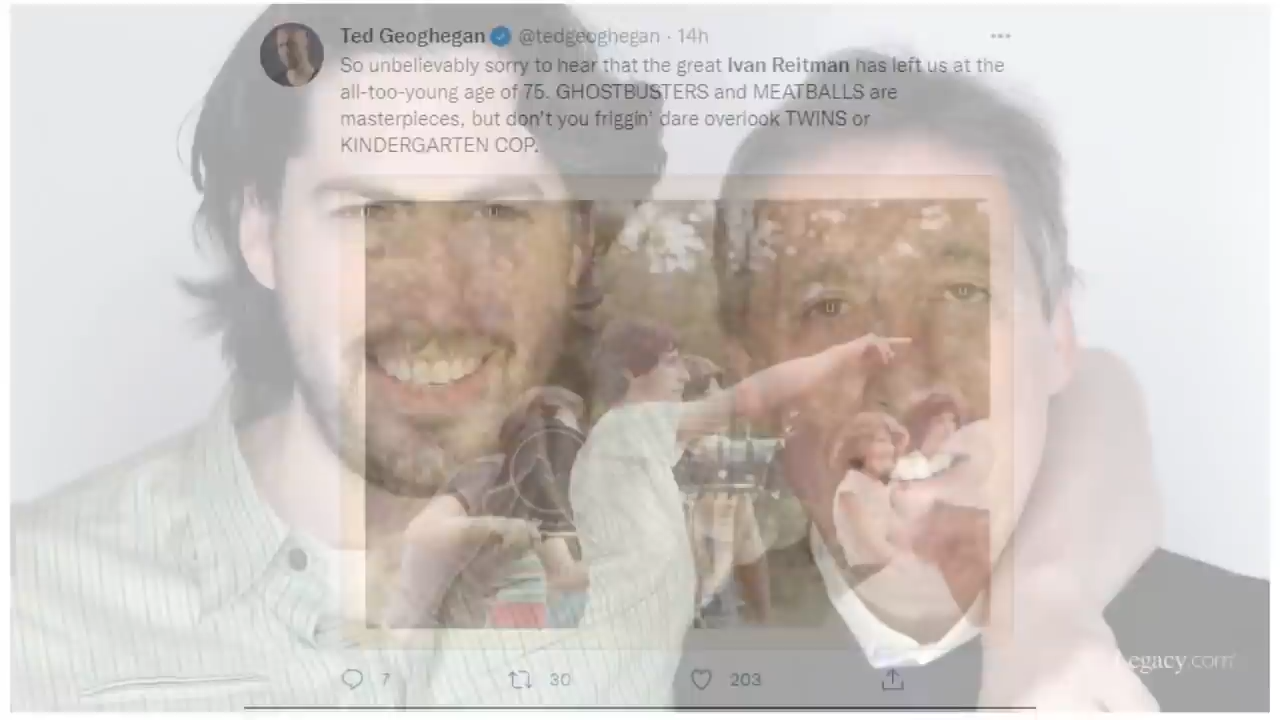 Ted Geoghegan @tedgeoghegan · 14h
So unbelievably sorry to hear that the great Ivan Reitman has left us at the
all-too-young age of 75. GHOSTBUSTERS and MEATBALLS are
masterpieces, but don't you friggin' dare overlook TWINS or
KINDERGARTEN COP.
7 30 203
Legacy.com